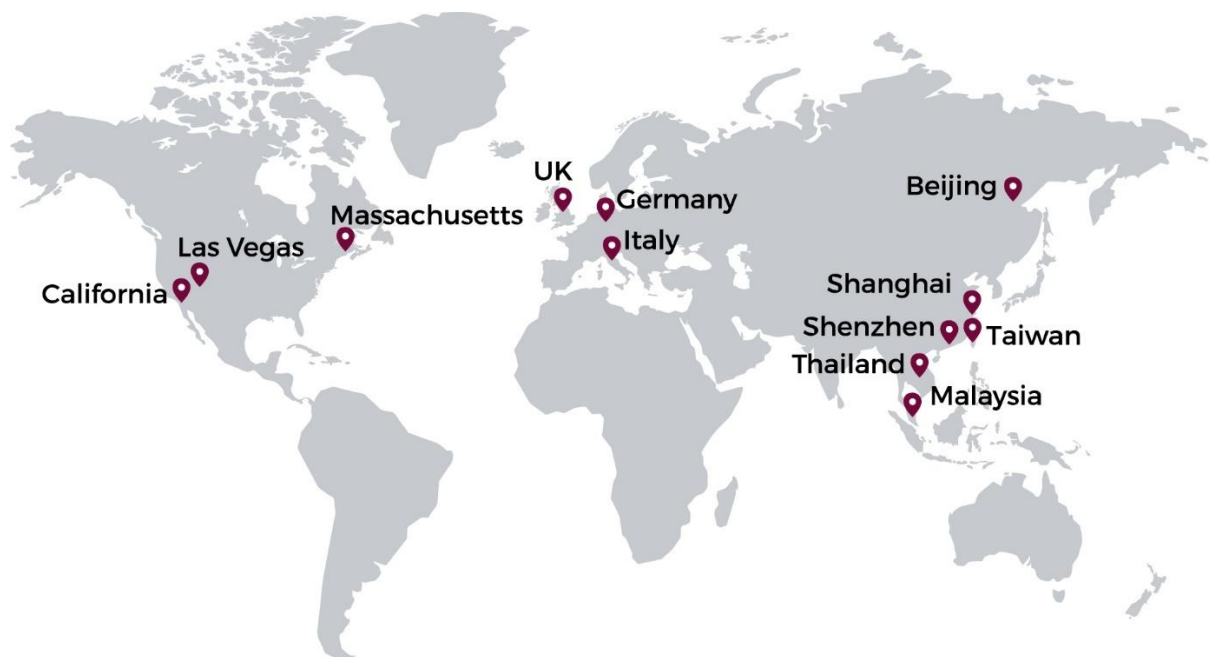 UK
Beijing
Germany
Massachusetts
Italy
Las Vegas
Shanghai
California
Shenzhen
Taiwan
Thailand
Malaysia